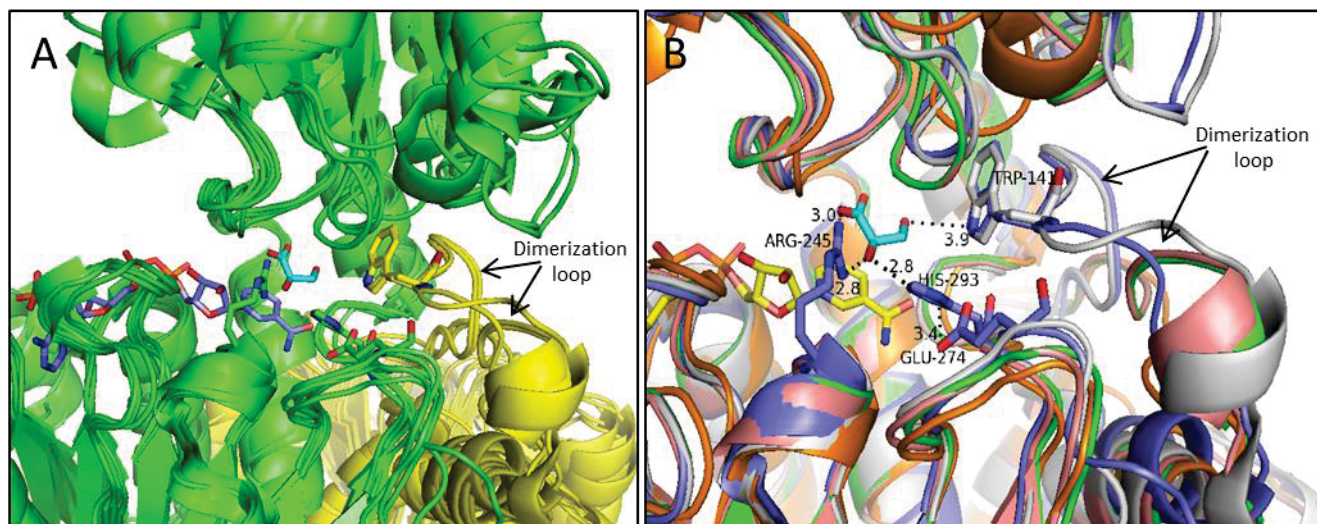 A
Dimerization
loop
B
Dimerization
loop
TRP-141
3.0
ARG-245
3.9
2.8
HIS-293
2.8
3.4
GLU-274